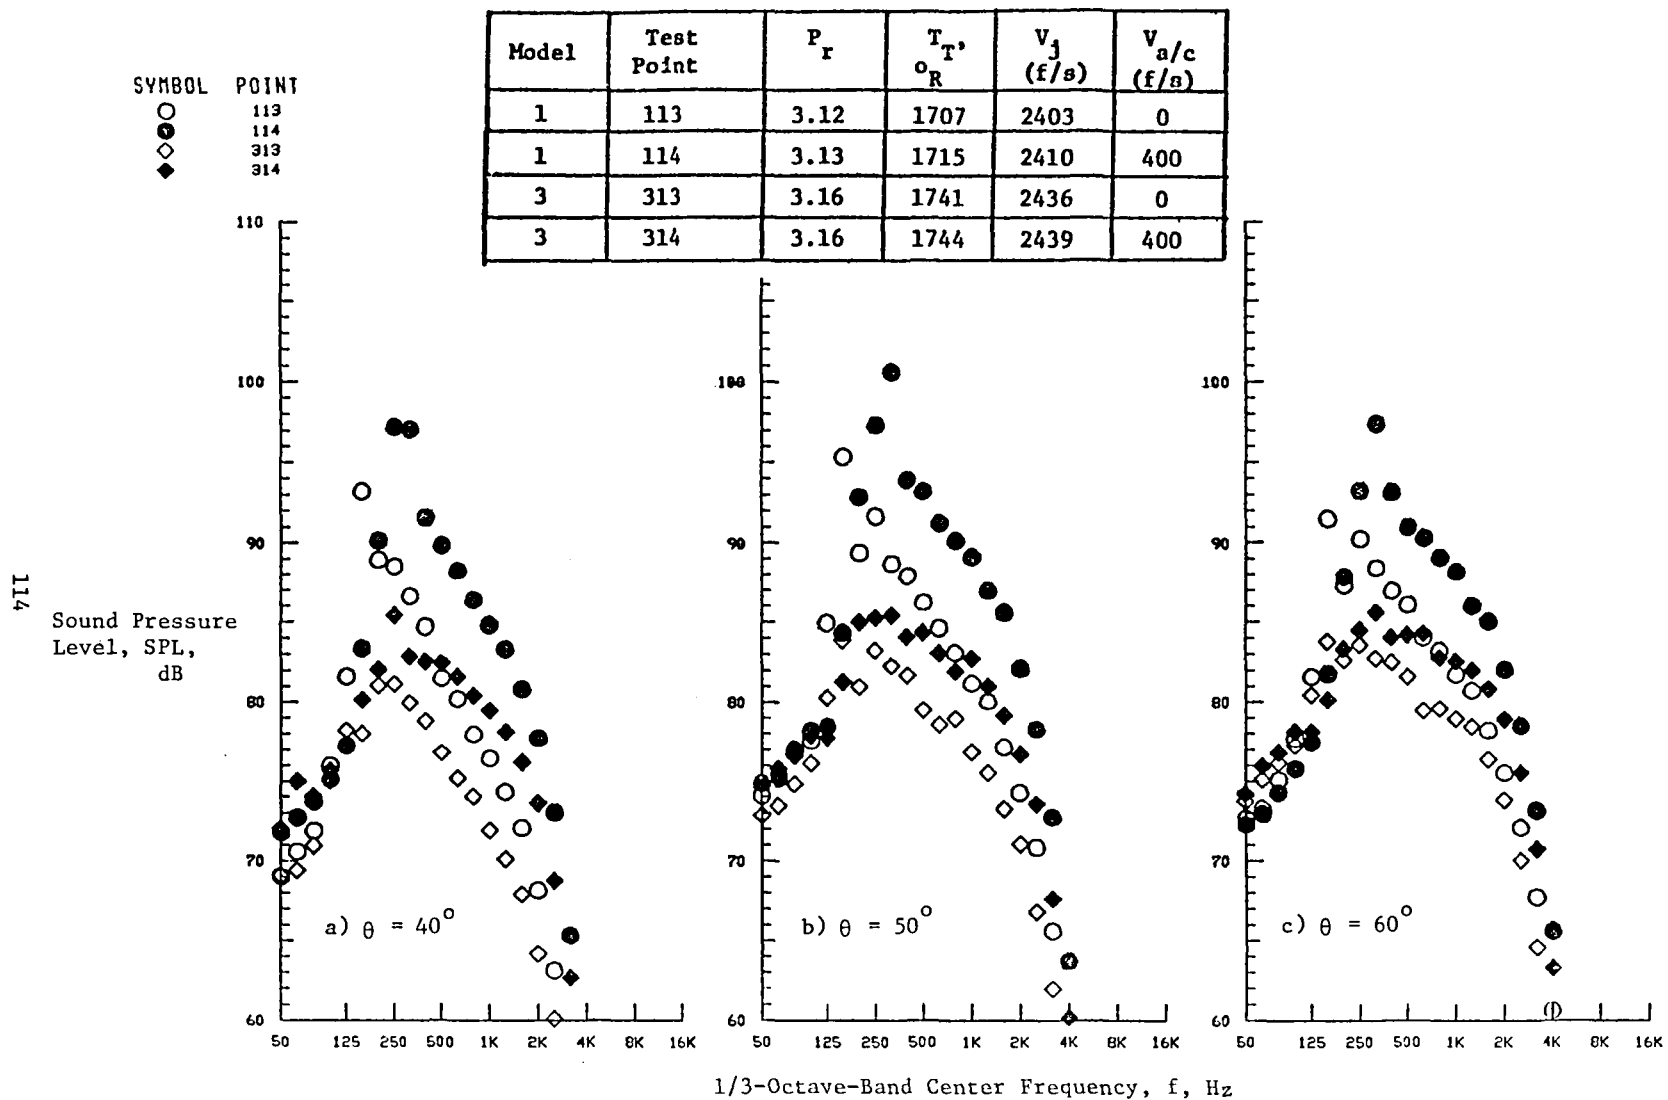 Model Test Point P_r T_T, °R V_j (f/s) V_a/c (f/s)
1 113 3.12 1707 2403 0
1 114 3.13 1715 2410 400
3 313 3.16 1741 2436 0
3 314 3.16 1744 2439 400
SYMBOL POINT
113
114
313
314
114
Sound Pressure
Level, SPL,
dB
110
100
90
80
70
60
a) θ = 40°
50 125 250 500 1K 2K 4K 8K 16K
100
90
80
70
60
b) θ = 50°
50 125 250 500 1K 2K 4K 8K 16K
100
90
80
70
60
c) θ = 60°
50 125 250 500 1K 2K 4K 8K 16K
1/3-Octave-Band Center Frequency, f, Hz